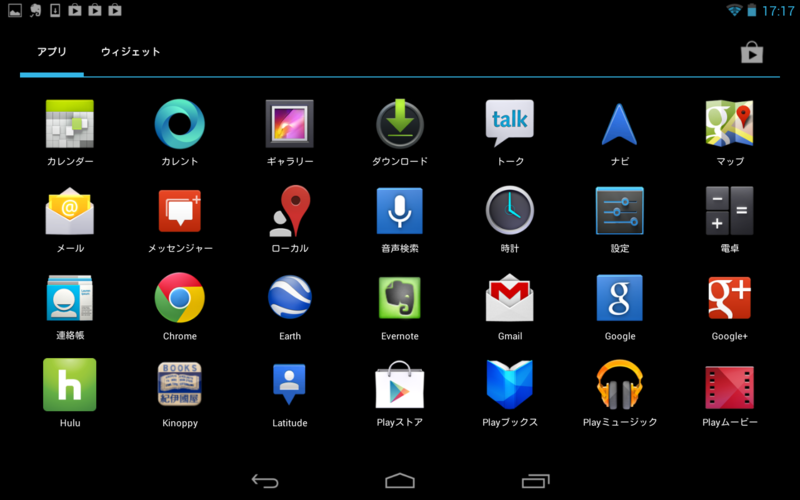 17:17
アプリ ウィジェット
talk
カレンダー カレント ギャラリー ダウンロード トーク ナビ マップ
メール メッセンジャー ローカル 音声検索 時計 設定 電卓
g+
連絡帳 Chrome Earth Evernote Gmail Google Google+
h
BOOKS
紀伊國屋
Hulu Kinoppy Latitude Playストア Playブックス Playミュージック Playムービー